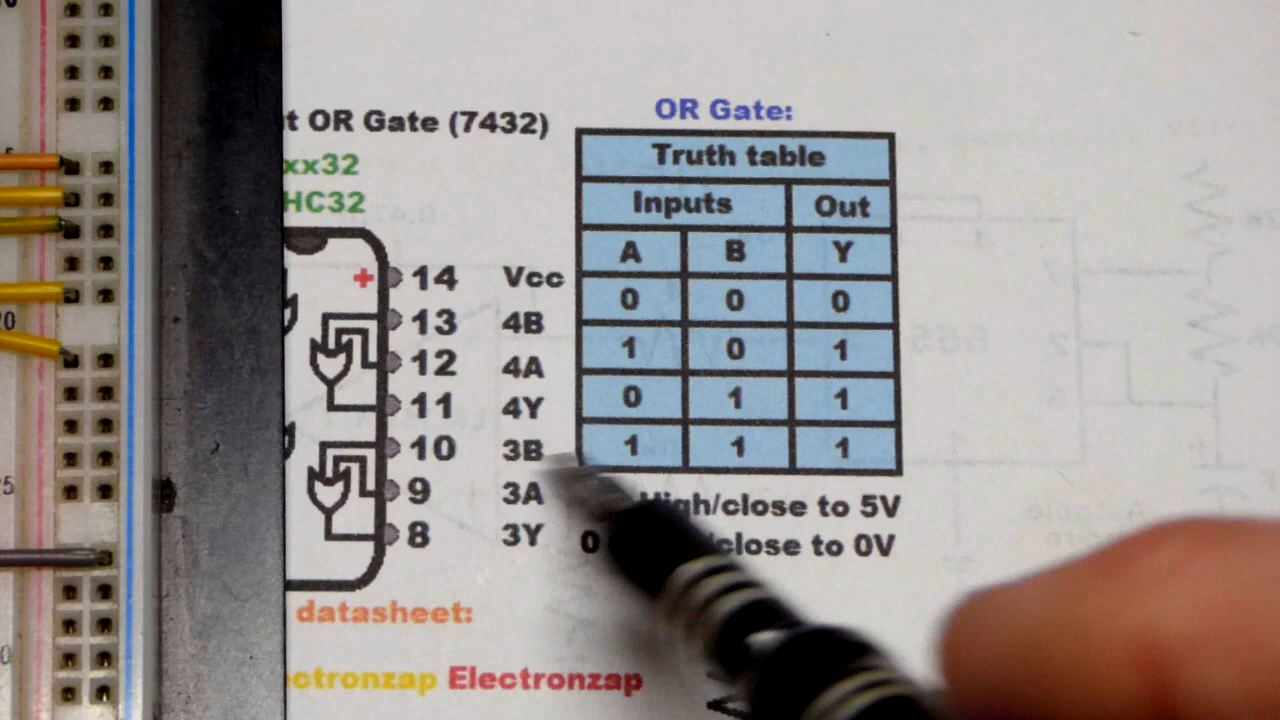 t OR Gate (7432)
xx32
HC32
+
14 Vcc
13 4B
12 4A
11 4Y
10 3B
9 3A
8 3Y
datasheet:
ctronzap Electronzap
OR Gate:
Truth table
Inputs Out
A B Y
0 0 0
1 0 1
0 1 1
1 1 1
High/close to 5V
0 /close to 0V
20